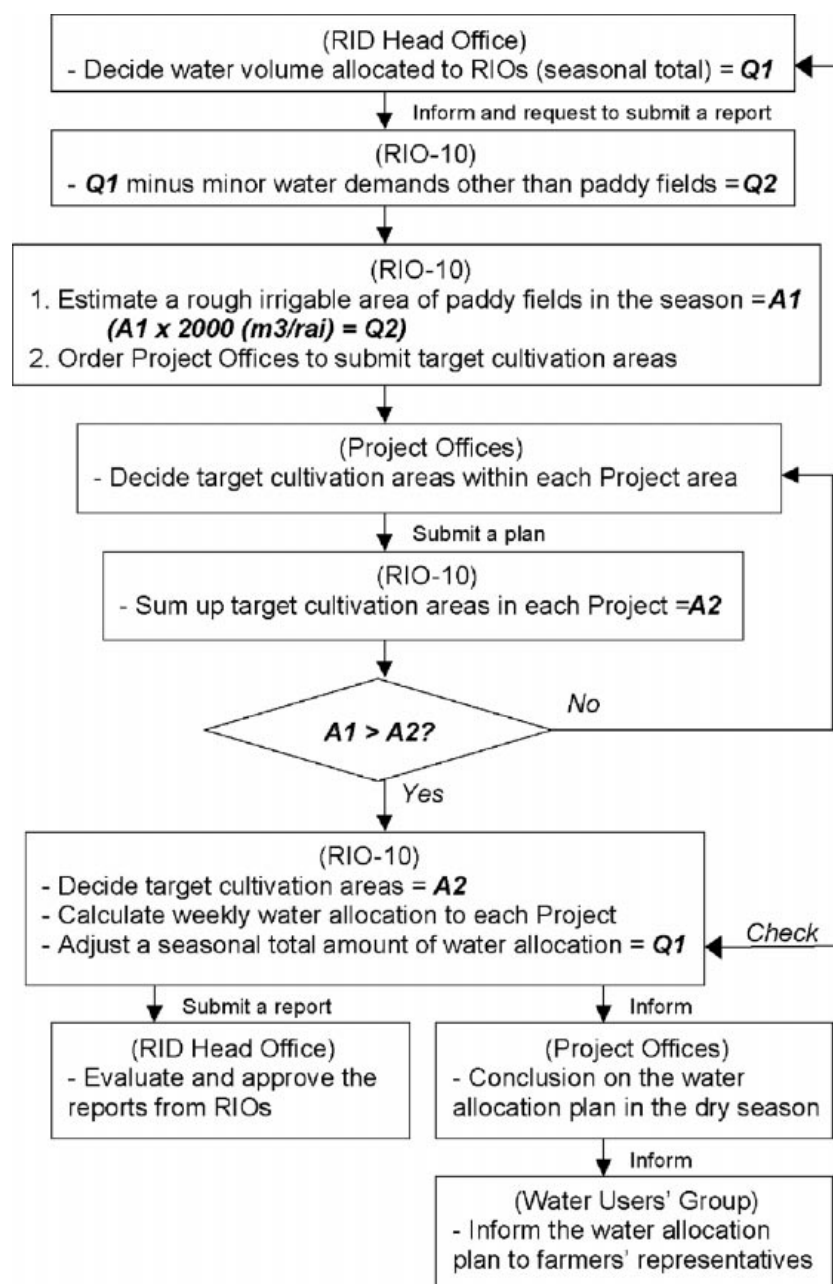 (RID Head Office)
- Decide water volume allocated to RIOs (seasonal total) = Q1
Inform and request to submit a report
(RIO-10)
- Q1 minus minor water demands other than paddy fields =Q2
(RIO-10)
1. Estimate a rough irrigable area of paddy fields in the season =A1
(A1 x 2000 (m3/rai) = Q2)
2. Order Project Offices to submit target cultivation areas
(Project Offices)
- Decide target cultivation areas within each Project area
Submit a plan
(RIO-10)
- Sum up target cultivation areas in each Project =A2
A1 > A2?
No
Yes
(RIO-10)
- Decide target cultivation areas = A2
- Calculate weekly water allocation to each Project
- Adjust a seasonal total amount of water allocation = Q1
Check
Submit a report
Inform
(RID Head Office)
- Evaluate and approve the
reports from RIOs
(Project Offices)
- Conclusion on the water
allocation plan in the dry season
Inform
(Water Users' Group)
- Inform the water allocation
plan to farmers' representatives